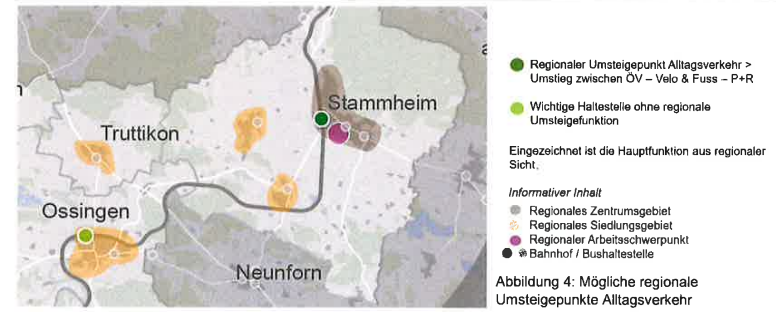 Stammheim
Truttikon
Ossingen
Neunforn
Regionaler Umsteigepunkt Alltagsverkehr >
Umstieg zwischen ÖV – Velo & Fuss – P+R
Wichtige Haltestelle ohne regionale
Umsteigefunktion
Eingezeichnet ist die Hauptfunktion aus regionaler
Sicht.
Informativer Inhalt
Regionales Zentrumsgebiet
Regionales Siedlungsgebiet
Regionaler Arbeitsschwerpunkt
Bahnhof / Bushaltestelle
Abbildung 4: Mögliche regionale
Umsteigepunkte Alltagsverkehr